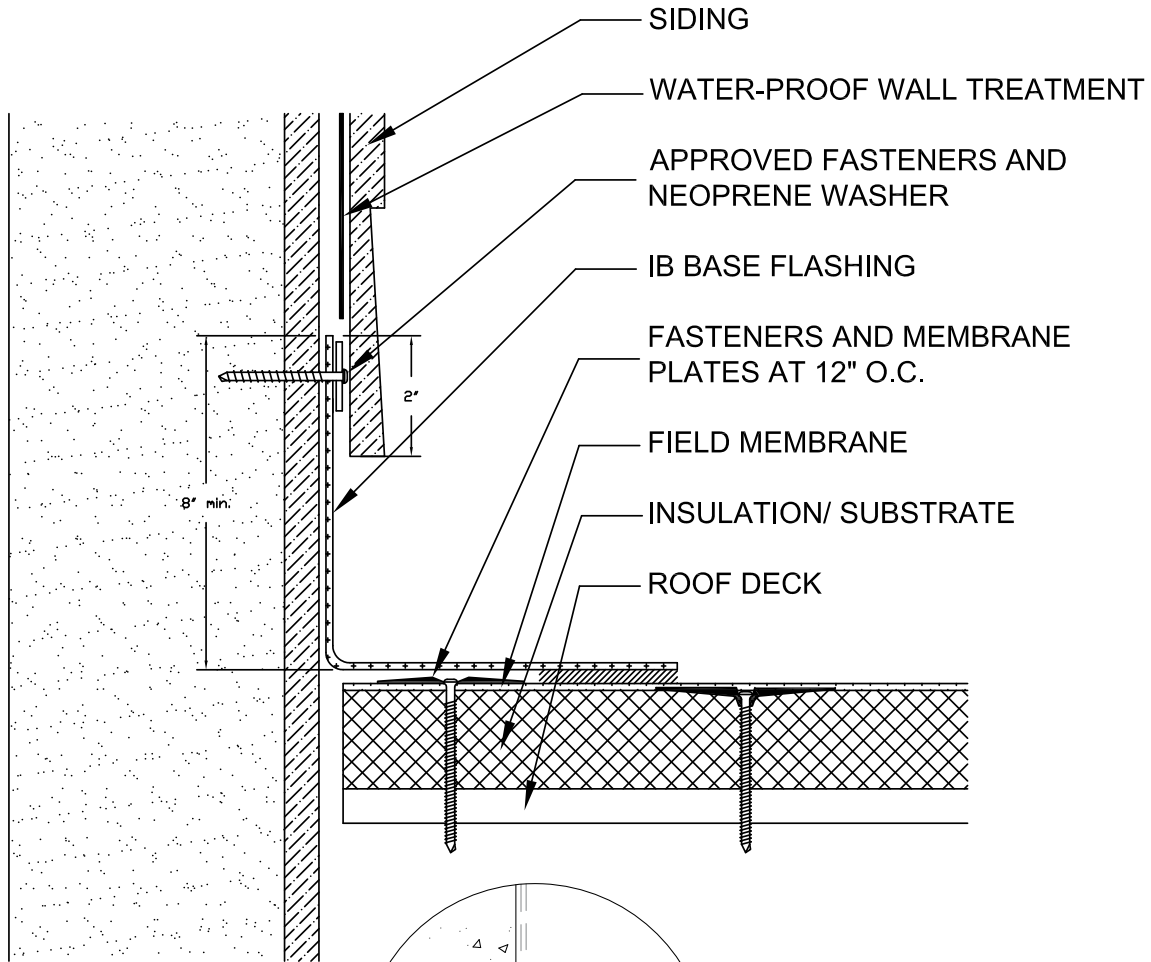 SIDING
WATER-PROOF WALL TREATMENT
APPROVED FASTENERS AND
NEOPRENE WASHER
IB BASE FLASHING
FASTENERS AND MEMBRANE
PLATES AT 12" O.C.
2"
FIELD MEMBRANE
8" min.
INSULATION/ SUBSTRATE
ROOF DECK